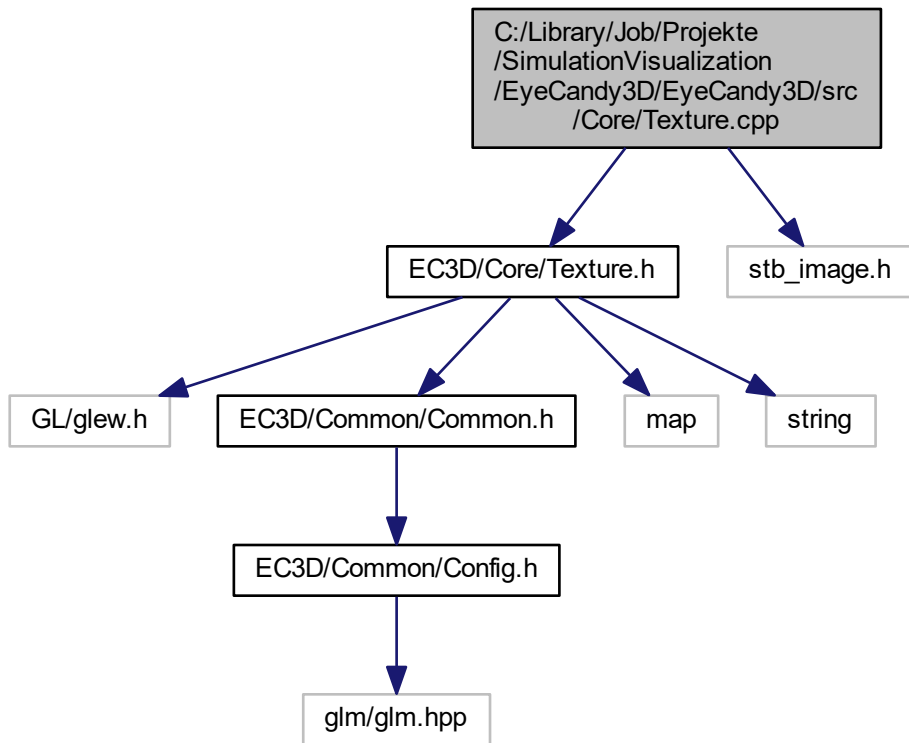 C:/Library/Job/Projekte
/SimulationVisualization
/EyeCandy3D/EyeCandy3D/src
/Core/Texture.cpp
EC3D/Core/Texture.h
stb_image.h
GL/glew.h
EC3D/Common/Common.h
map
string
EC3D/Common/Config.h
glm/glm.hpp